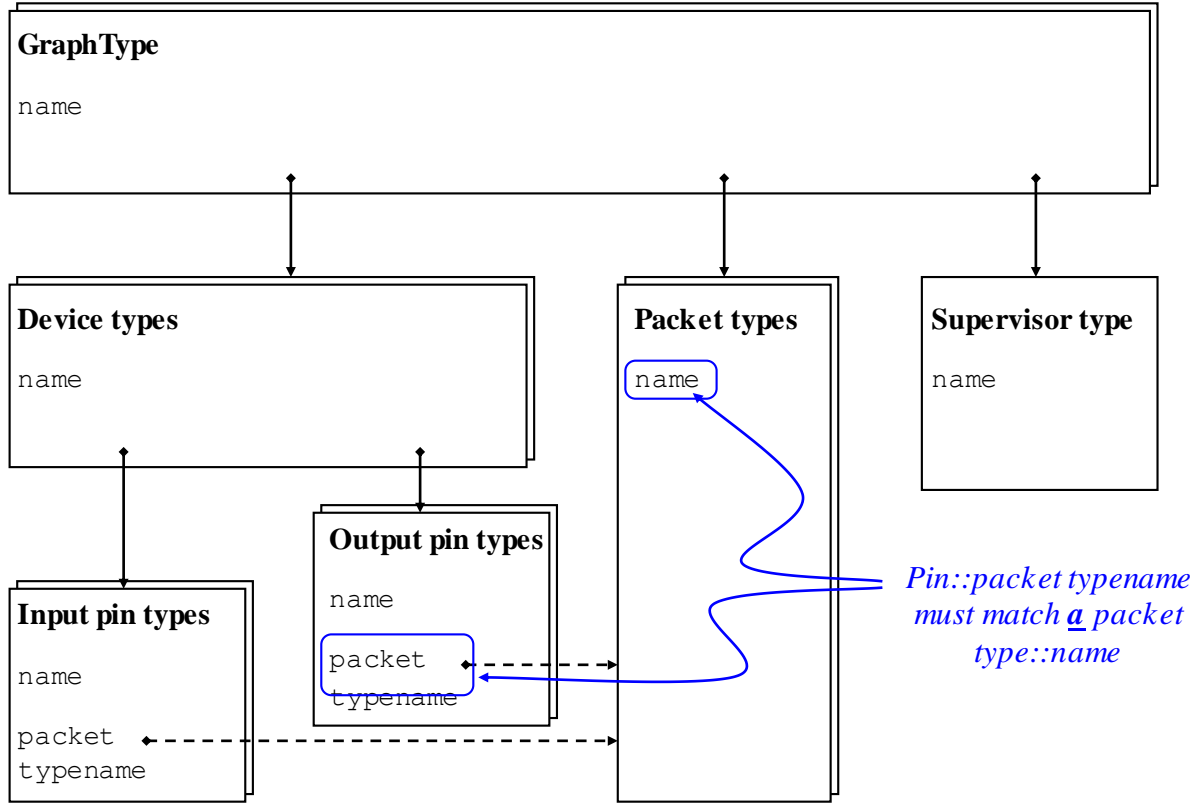 GraphType
name
Device types
name
Packet types
name
Supervisor type
name
Output pin types
name
packet
typename
Input pin types
name
packet
typename
Pin::packet typename
must match a packet
type::name